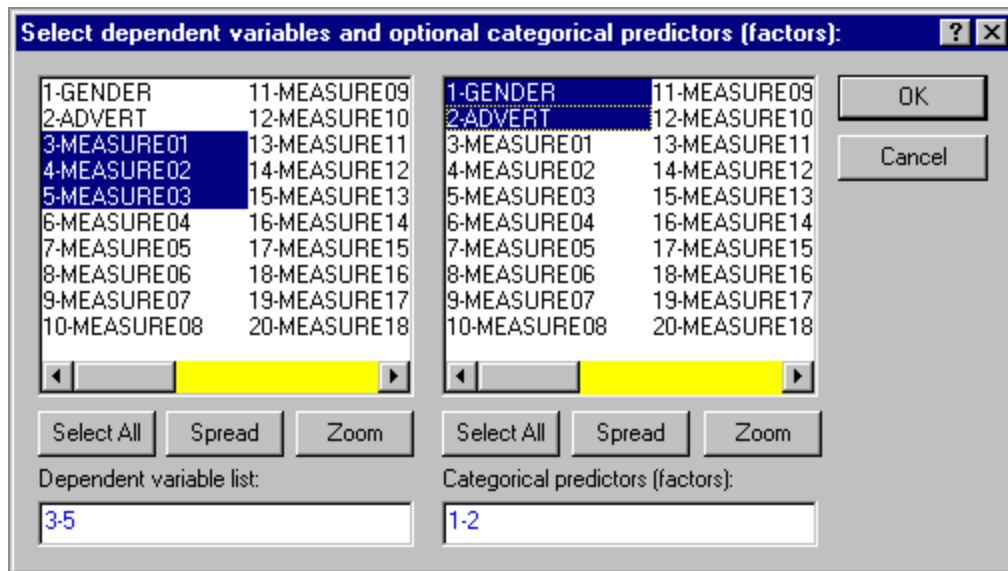 Select dependent variables and optional categorical predictors (factors):
1-GENDER 11-MEASURE09
2-ADVERT 12-MEASURE10
3-MEASURE01 13-MEASURE11
4-MEASURE02 14-MEASURE12
5-MEASURE03 15-MEASURE13
6-MEASURE04 16-MEASURE14
7-MEASURE05 17-MEASURE15
8-MEASURE06 18-MEASURE16
9-MEASURE07 19-MEASURE17
10-MEASURE08 20-MEASURE18
Select All Spread Zoom
Dependent variable list:
3-5
1-GENDER 11-MEASURE09
2-ADVERT 12-MEASURE10
3-MEASURE01 13-MEASURE11
4-MEASURE02 14-MEASURE12
5-MEASURE03 15-MEASURE13
6-MEASURE04 16-MEASURE14
7-MEASURE05 17-MEASURE15
8-MEASURE06 18-MEASURE16
9-MEASURE07 19-MEASURE17
10-MEASURE08 20-MEASURE18
Select All Spread Zoom
Categorical predictors (factors):
1-2
OK
Cancel